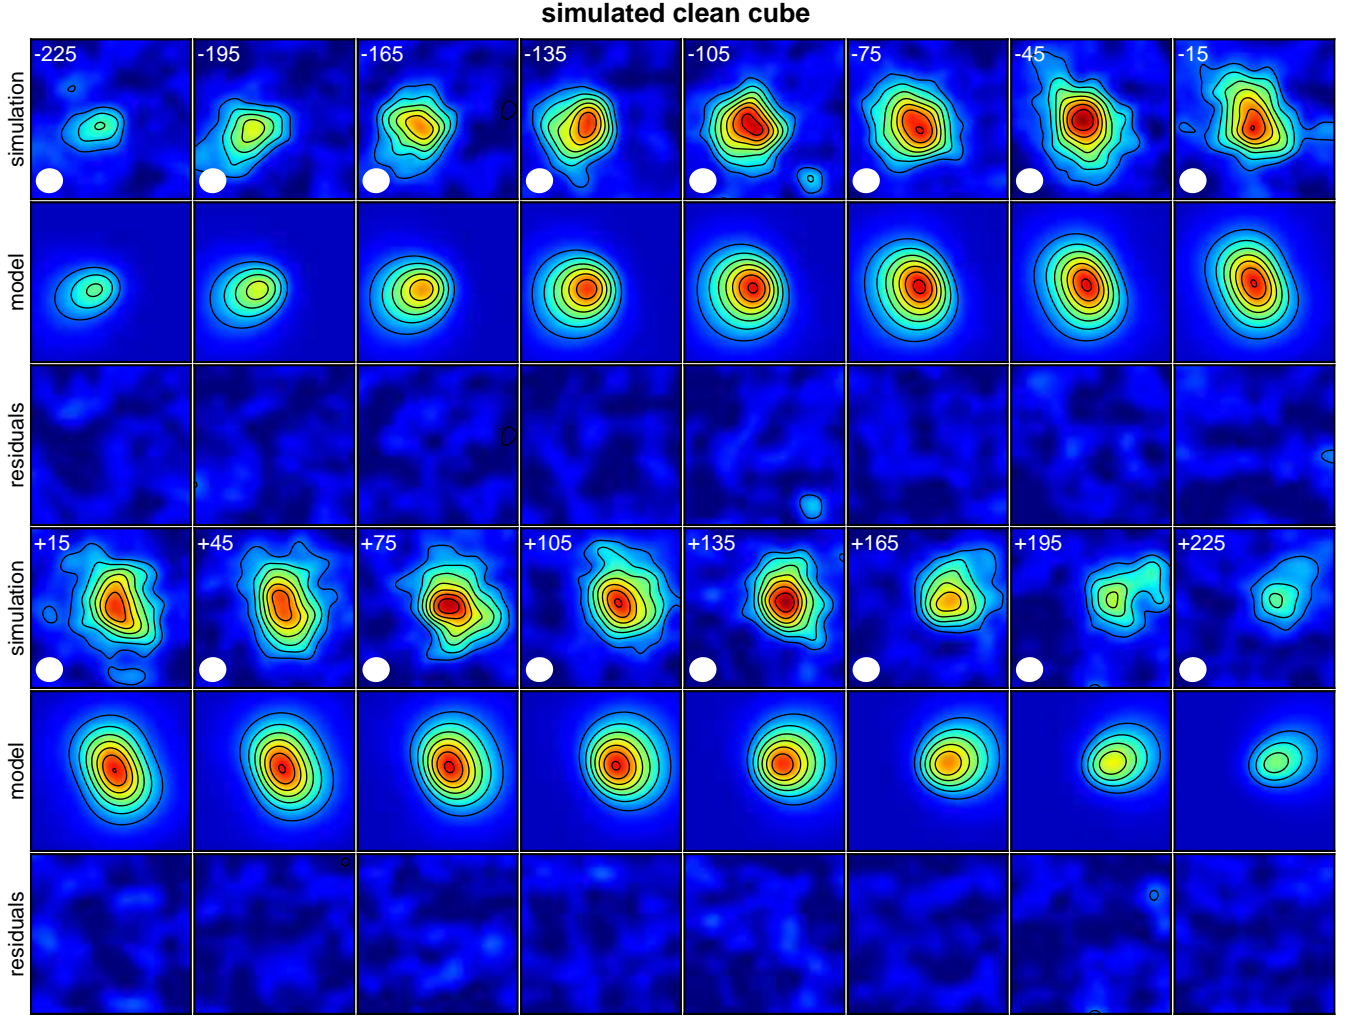 simulated clean cube
simulation -225 -195 -165 -135 -105 -75 -45 -15
model
residuals
simulation +15 +45 +75 +105 +135 +165 +195 +225
model
residuals